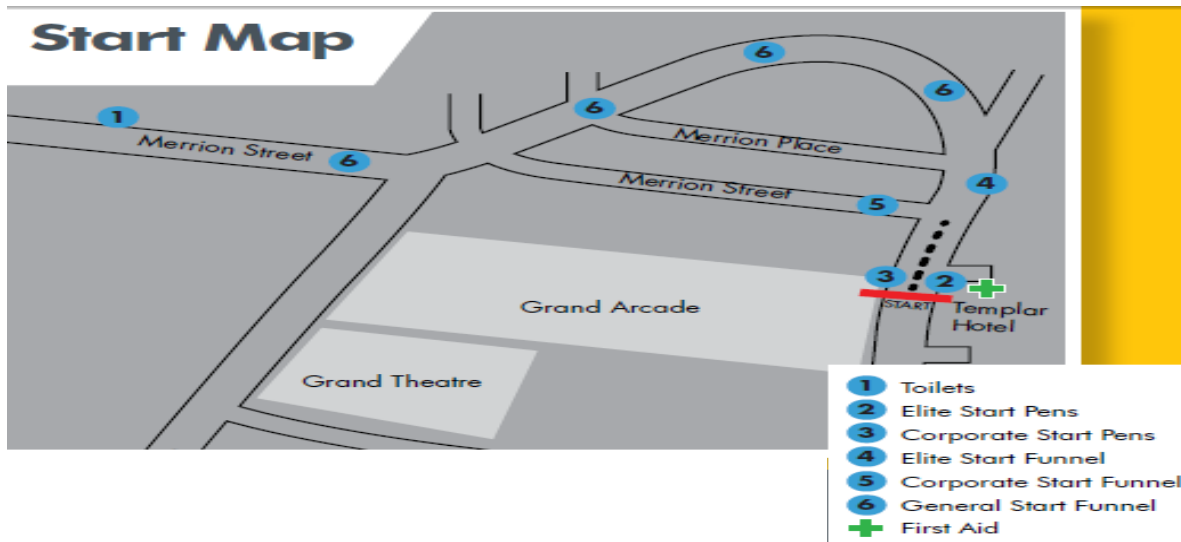 Start Map
6
6
1
6
Merrion Street
6
Merrion Place
Merrion Street
4
5
3
2
START
Grand Arcade
Templar
Hotel
Grand Theatre
1 Toilets
2 Elite Start Pens
3 Corporate Start Pens
4 Elite Start Funnel
5 Corporate Start Funnel
6 General Start Funnel
First Aid